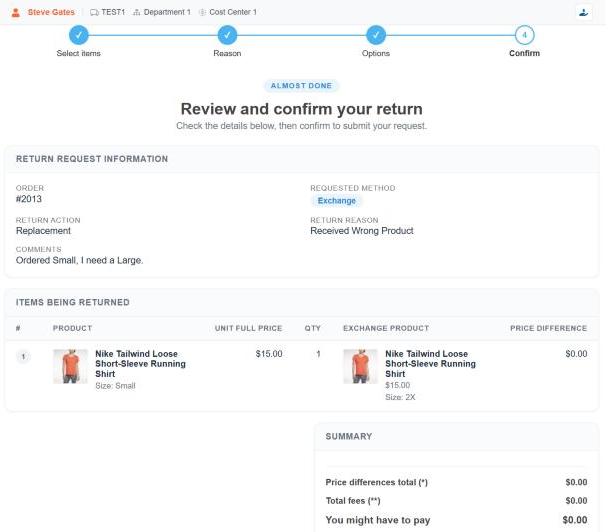 Steve Gates TEST1 Department 1 Cost Center 1
4
Select items Reason Options Confirm
ALMOST DONE
Review and confirm your return
Check the details below, then confirm to submit your request.
RETURN REQUEST INFORMATION
ORDER
#2013
REQUESTED METHOD
Exchange
RETURN ACTION
Replacement
RETURN REASON
Received Wrong Product
COMMENTS
Ordered Small, I need a Large.
ITEMS BEING RETURNED
# PRODUCT UNIT FULL PRICE QTY EXCHANGE PRODUCT PRICE DIFFERENCE
1
Nike Tailwind Loose
Short-Sleeve Running
Shirt
Size: Small
$15.00
1
Nike Tailwind Loose
Short-Sleeve Running
Shirt
$15.00
Size: 2X
$0.00
SUMMARY
Price differences total (*) $0.00
Total fees (**) $0.00
You might have to pay $0.00